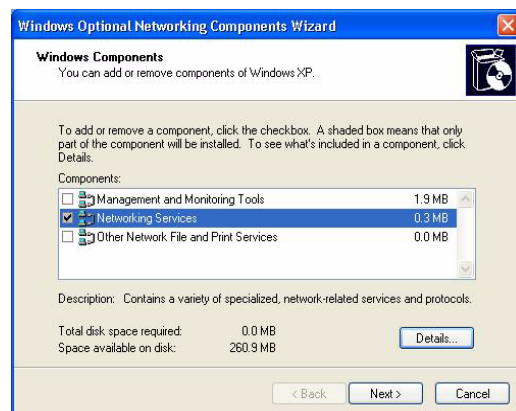 Windows Optional Networking Components Wizard
Windows Components
You can add or remove components of Windows XP.
To add or remove a component, click the checkbox. A shaded box means that only
part of the component will be installed. To see what's included in a component, click
Details.
Components:
Management and Monitoring Tools 1.9 MB
Networking Services 0.3 MB
Other Network File and Print Services 0.0 MB
Description: Contains a variety of specialized, network-related services and protocols.
Total disk space required: 0.0 MB
Space available on disk: 260.9 MB
Details...
< Back Next > Cancel